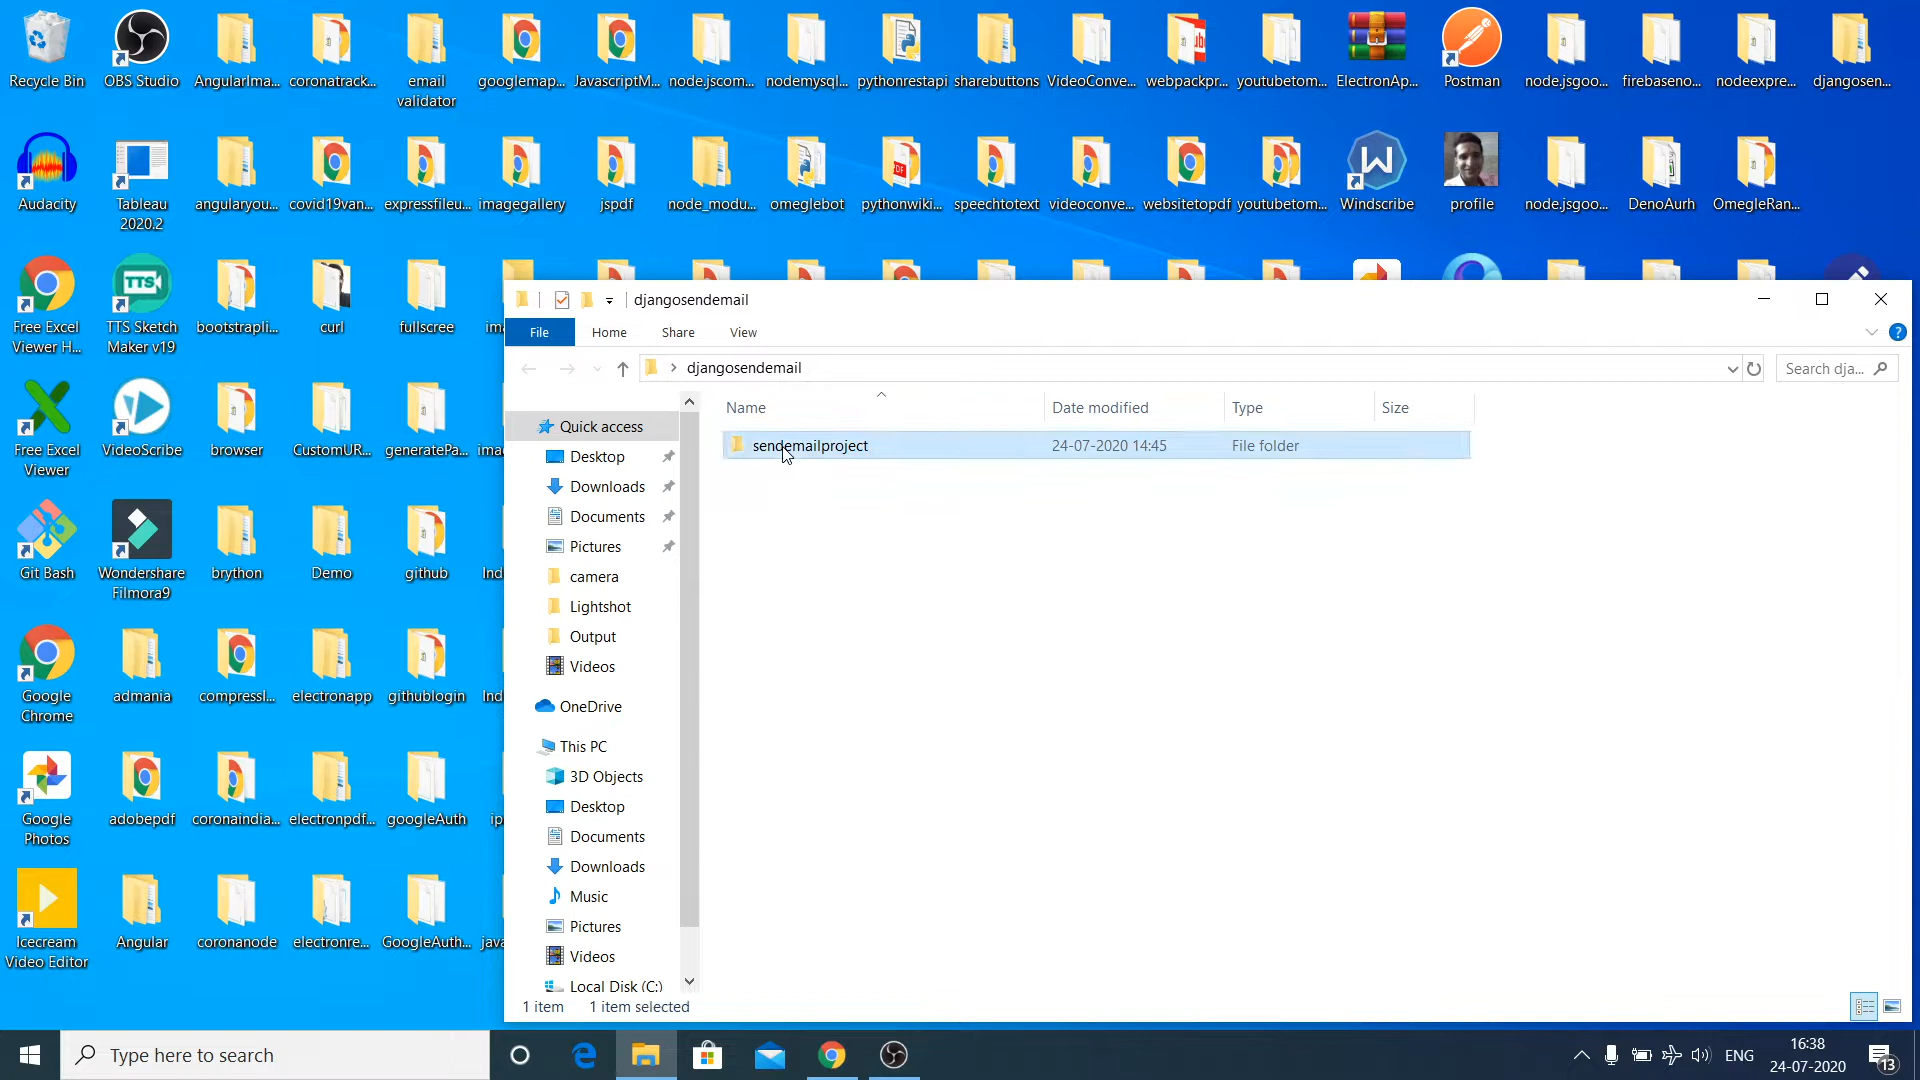 Recycle Bin
OBS Studio
AngularIma...
coronatrack...
email
validator
googlemap...
JavascriptM...
node.jscom...
nodemysql...
pythonrestapi
sharebuttons
VideoConve...
webpackpr...
youtubetom...
ElectronAp...
Postman
node.jsgoo...
firebaseno...
nodeexpre...
djangosen...
Audacity
Tableau
2020.2
angularyou...
covid19van...
expressfileu...
imagegallery
jspdf
node_modu...
omeglebot
pythonwiki...
speechtotext
videoconve...
websitetopdf
youtubetom...
Windscribe
profile
node.jsgoo...
DenoAurh
OmegleRan...
Free Excel
Viewer H...
TTS
TTS Sketch
Maker v19
bootstrapli...
curl
fullscree
Free Excel
Viewer
VideoScribe
browser
CustomUR...
generatePa...
Git Bash
Wondershare
Filmora9
brython
Demo
github
Ind
Google
Chrome
admania
compressI...
electronapp
githublogin
Ind
Google
Photos
adobepdf
coronaindia...
electronpdf...
googleAuth
ip
Icecream
Video Editor
Angular
coronanode
electronre...
GoogleAuth...
java
djangosendemail
File
Home
Share
View
djangosendemail
Search dja...
Name
Date modified
Type
Size
sendemailproject
24-07-2020 14:45
File folder
Quick access
Desktop
Downloads
Documents
Pictures
camera
Lightshot
Output
Videos
OneDrive
This PC
3D Objects
Desktop
Documents
Downloads
Music
Pictures
Videos
Local Disk (C:)
1 item
1 item selected
Type here to search
ENG
16:38
24-07-2020
13